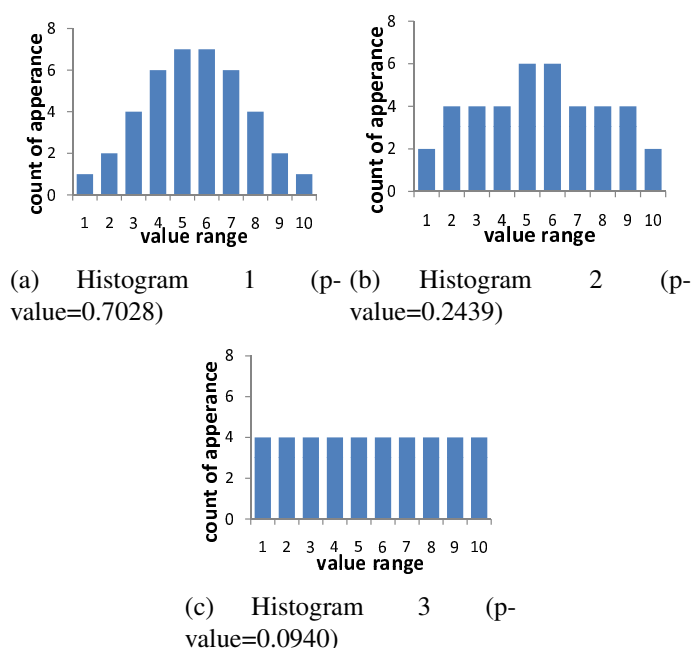 8
6
4
2
0
count of apperance
1 2 3 4 5 6 7 8 9 10
value range
(a) Histogram 1 (p-
value=0.7028)
8
6
4
2
0
count of apperance
1 2 3 4 5 6 7 8 9 10
value range
(b) Histogram 2 (p-
value=0.2439)
8
6
4
2
0
count of apperance
1 2 3 4 5 6 7 8 9 10
value range
(c) Histogram 3 (p-
value=0.0940)